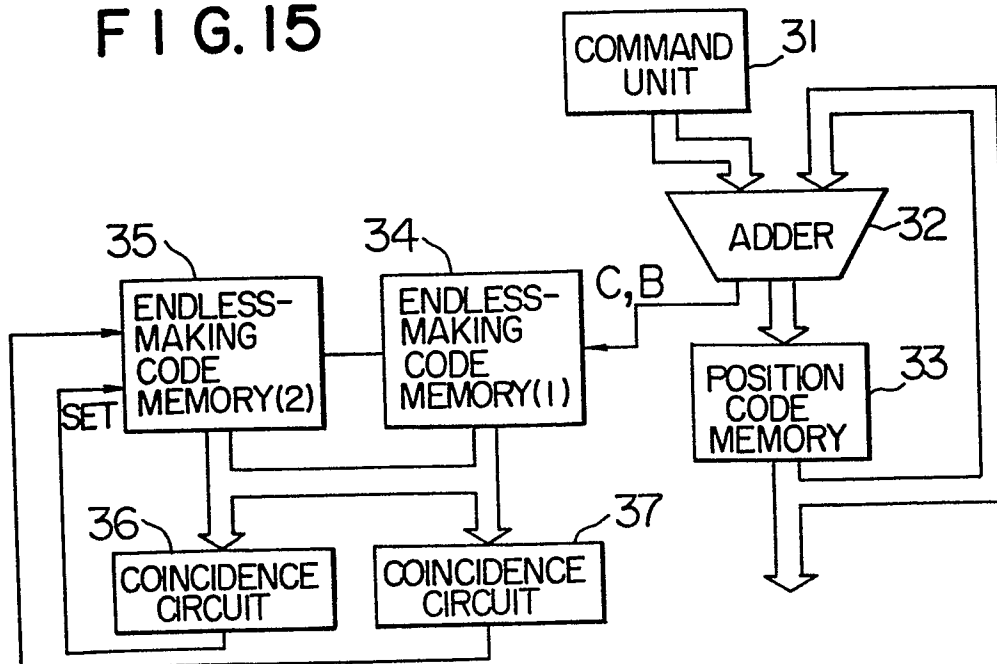 FIG. 15
31
COMMAND
UNIT
32
ADDER
C, B
35
ENDLESS-
MAKING
CODE
MEMORY(2)
34
ENDLESS-
MAKING
CODE
MEMORY(1)
33
POSITION
CODE
MEMORY
SET
36
COINCIDENCE
CIRCUIT
37
COINCIDENCE
CIRCUIT